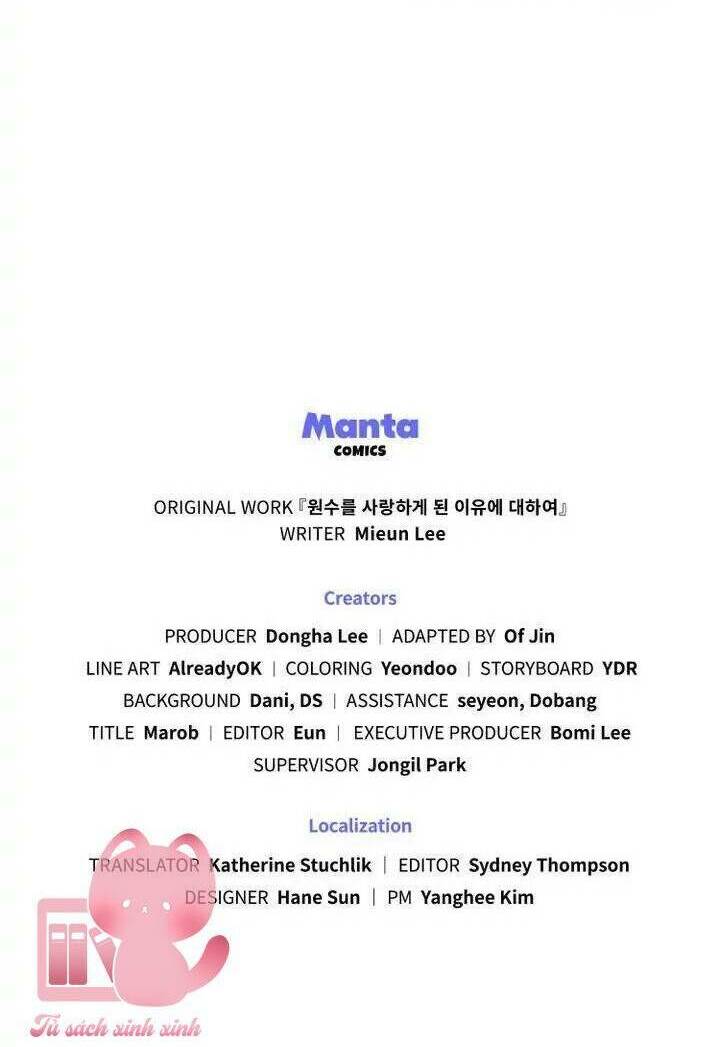 Manta
COMICS
ORIGINAL WORK『원수를 사랑하게 된 이유에 대하여』
WRITER Mieun Lee
Creators
PRODUCER Dongha Lee | ADAPTED BY Of Jin
LINE ART AlreadyOK | COLORING Yeondoo | STORYBOARD YDR
BACKGROUND Dani, DS | ASSISTANCE seyeon, Dobang
TITLE Marob | EDITOR Eun | EXECUTIVE PRODUCER Bomi Lee
SUPERVISOR Jongil Park
Localization
TRANSLATOR Katherine Stuchlik | EDITOR Sydney Thompson
DESIGNER Hane Sun | PM Yanghee Kim
Tủ sách xinh xinh